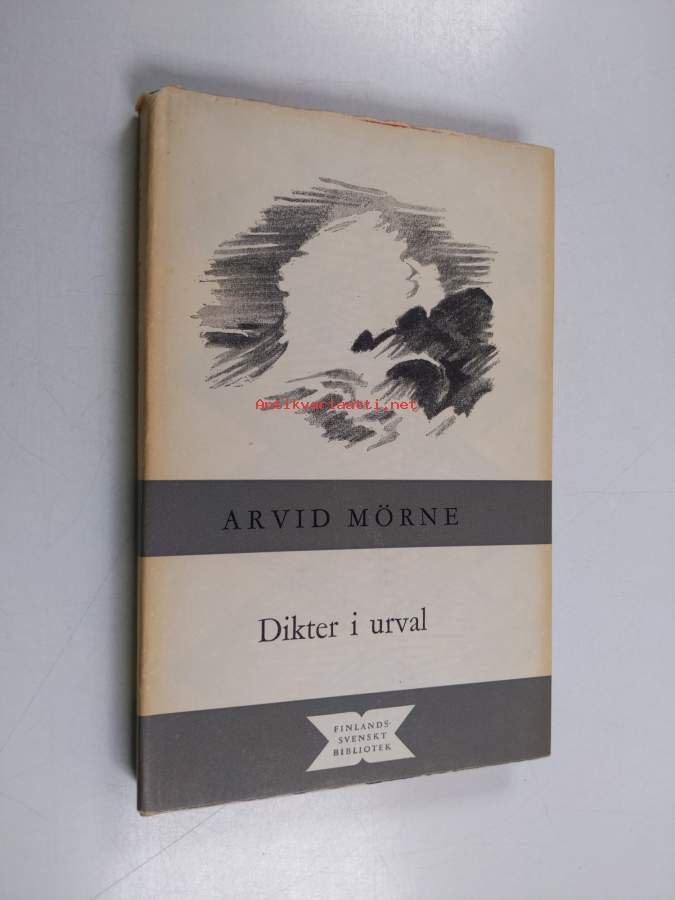 Antikvariaatti.net
ARVID MÖRNE
Dikter i urval
FINLANDS-
SVENSKT
BIBLIOTEK